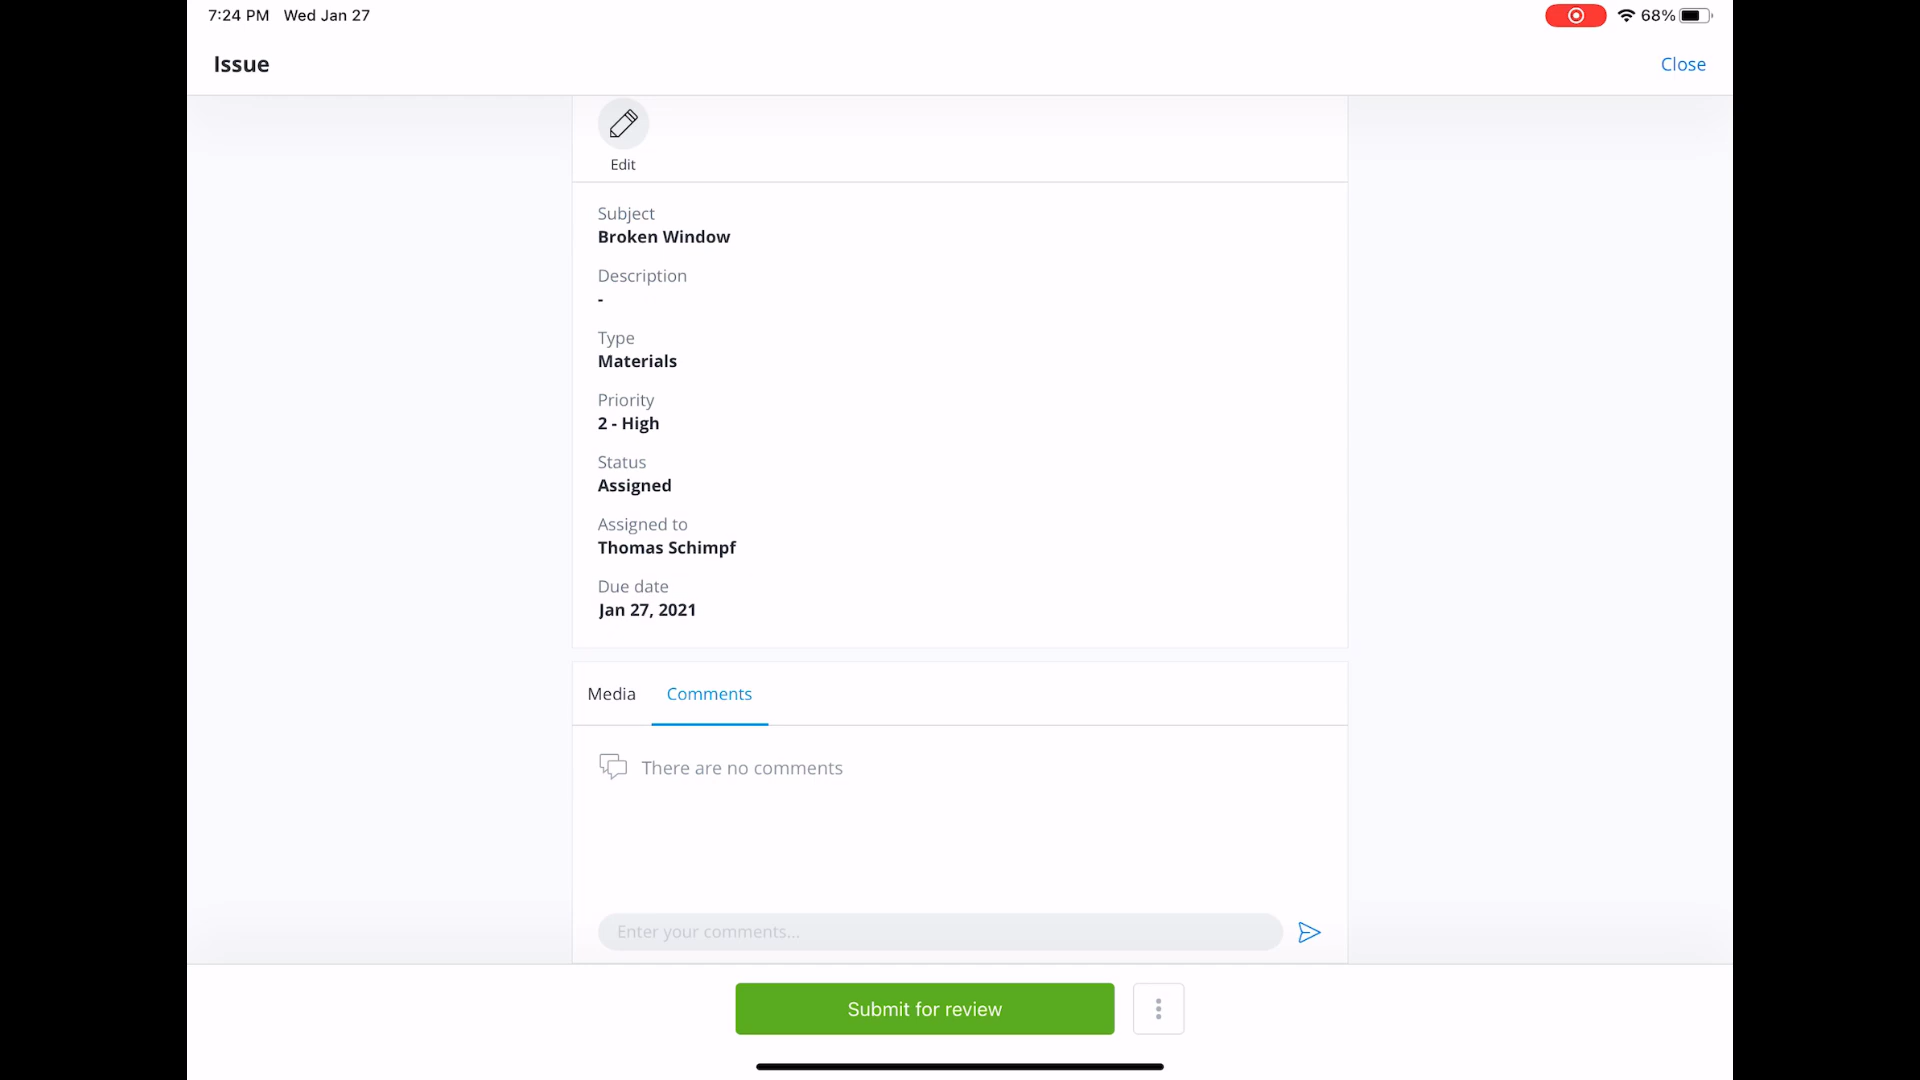 7:24 PM Wed Jan 27
68%
Issue
Close
Edit
Subject
Broken Window
Description
-
Type
Materials
Priority
2 - High
Status
Assigned
Assigned to
Thomas Schimpf
Due date
Jan 27, 2021
Media Comments
There are no comments
Enter your comments...
Submit for review